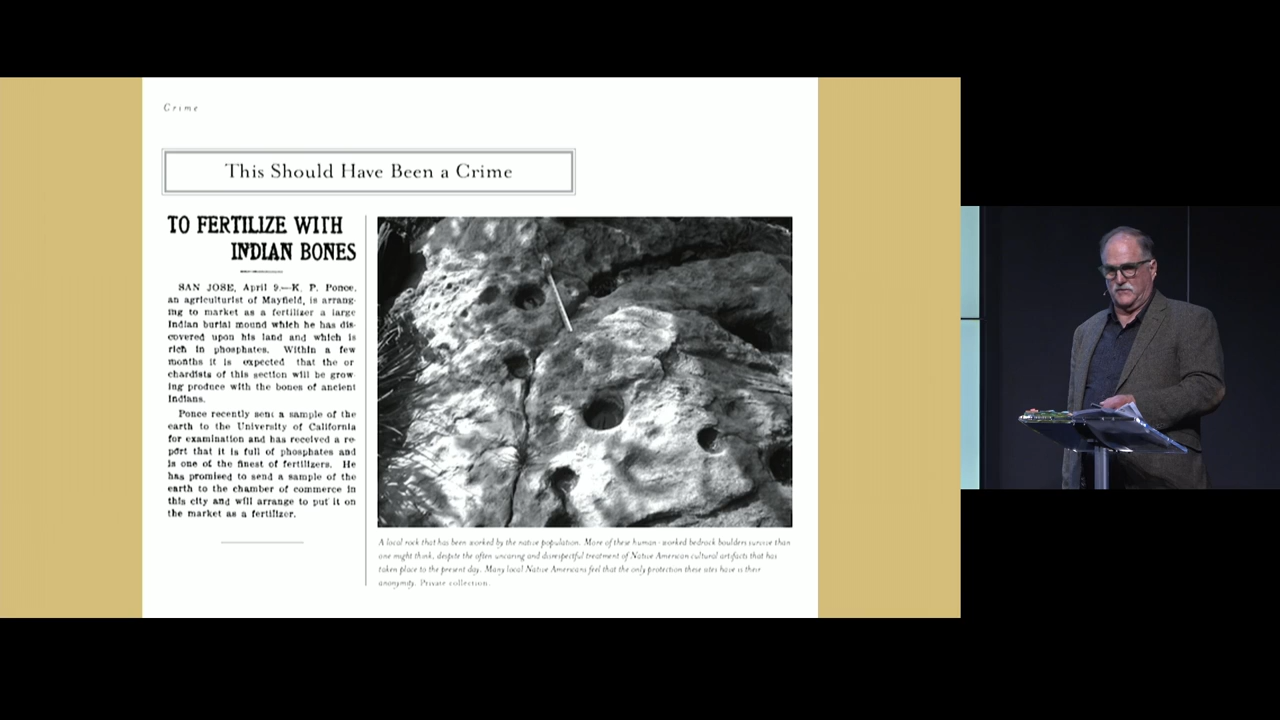 Crime
This Should Have Been a Crime
TO FERTILIZE WITH
INDIAN BONES
SAN JOSE, April 9.—K. P. Ponce,
an agriculturist of Mayfield, is arrang-
ing to market as a fertilizer a large
Indian burial mound which he has dis-
covered upon his land and which is
rich in phosphates. Within a few
months it is expected that the or-
chardists of this section will be grow-
ing produce with the bones of ancient
Indians.
Ponce recently sent a sample of the
earth to the University of California
for examination and has received a re-
port that it is full of phosphates and
is one of the finest of fertilizers. He
has promised to send a sample of the
earth to the chamber of commerce in
this city and will arrange to put it on
the market as a fertilizer.
A local rock that has been worked by the native population. More of these human-worked bedrock boulders survive than
one might think, despite the often uncaring and disrespectful treatment of Native American cultural artifacts that has
taken place to the present day. Many local Native Americans feel that the only protection these sites have is their
anonymity. Private collection.